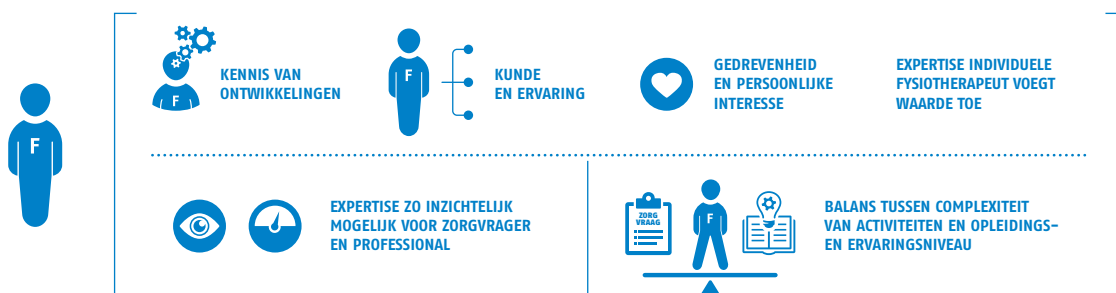 F
F
KENNIS VAN
ONTWIKKELINGEN
F
KUNDE
EN ERVARING
GEDREVENHEID
EN PERSOONLIJKE
INTERESSE
EXPERTISE INDIVIDUELE
FYSIOTHERAPEUT VOEGT
WAARDE TOE
EXPERTISE ZO INZICHTELIJK
MOGELIJK VOOR ZORGVRAGER
EN PROFESSIONAL
ZORG
VRAAG
F
BALANS TUSSEN COMPLEXITEIT
VAN ACTIVITEITEN EN OPLEIDINGS-
EN ERVARINGSNIVEAU